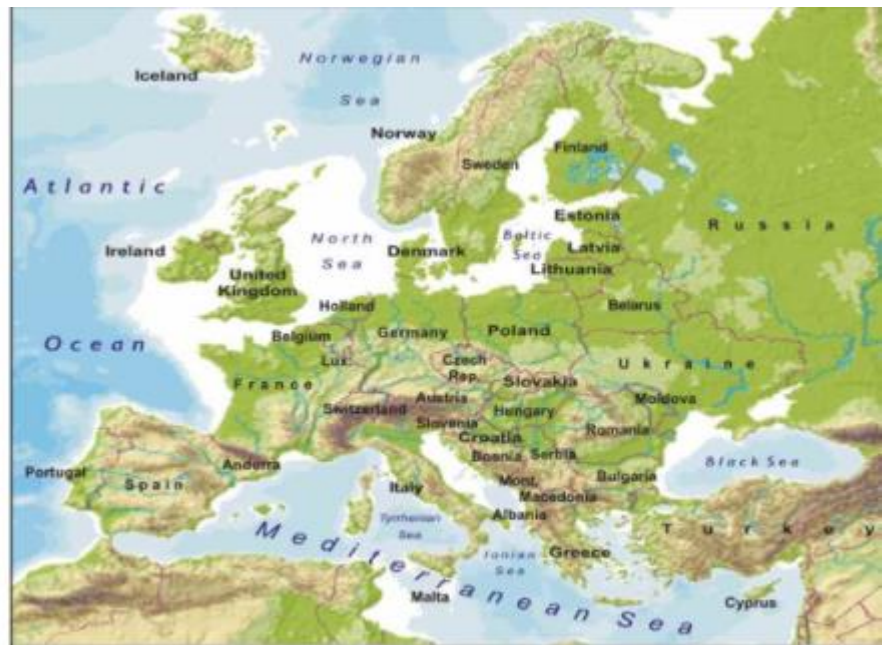 Iceland
Norwegian
Sea
Norway
Sweden
Finland
Atlantic
Ocean
Estonia
Russia
Ireland
United
Kingdom
North
Sea
Denmark
Baltic
Sea
Latvia
Lithuania
Holland
Belarus
Belgium
Germany
Poland
Lux.
Czech
Rep.
Ukraine
France
Slovakia
Switzerland
Austria
Hungary
Moldova
Slovenia
Croatia
Romania
Bosnia
Serbia
Portugal
Spain
Andorra
Italy
Mont.
Bulgaria
Black Sea
Macedonia
Albania
Tyrrhenian
Sea
Turkey
Mediterranean Sea
Ionian
Sea
Greece
Malta
Cyprus